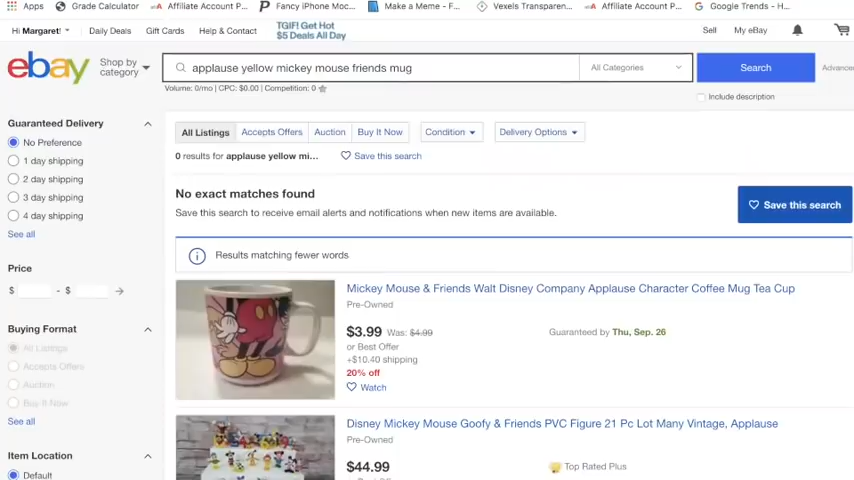 Apps Grade Calculator Affiliate Account P... Fancy iPhone Moc... Make a Meme - F... Vexels Transparen... Affiliate Account P... Google Trends - H...
Hi Margaret! Daily Deals Gift Cards Help & Contact TGIF! Get Hot
$5 Deals All Day
Sell My eBay
ebay
Shop by
category
applause yellow mickey mouse friends mug All Categories Search Advanced
Volume: 0/mo | CPC: $0.00 | Competition: 0
Include description
Guaranteed Delivery
No Preference
1 day shipping
2 day shipping
3 day shipping
4 day shipping
See all
Price
$ - $
Buying Format
All Listings
Accepts Offers
Auction
Buy It Now
See all
Item Location
Default
All Listings Accepts Offers Auction Buy It Now Condition Delivery Options
0 results for applause yellow mi... Save this search
No exact matches found
Save this search to receive email alerts and notifications when new items are available.
Save this search
Results matching fewer words
Mickey Mouse & Friends Walt Disney Company Applause Character Coffee Mug Tea Cup
Pre-Owned
$3.99 Was: $4.99
or Best Offer
+$10.40 shipping
20% off
Watch
Guaranteed by Thu, Sep. 26
Disney Mickey Mouse Goofy & Friends PVC Figure 21 Pc Lot Many Vintage, Applause
Pre-Owned
$44.99
Top Rated Plus